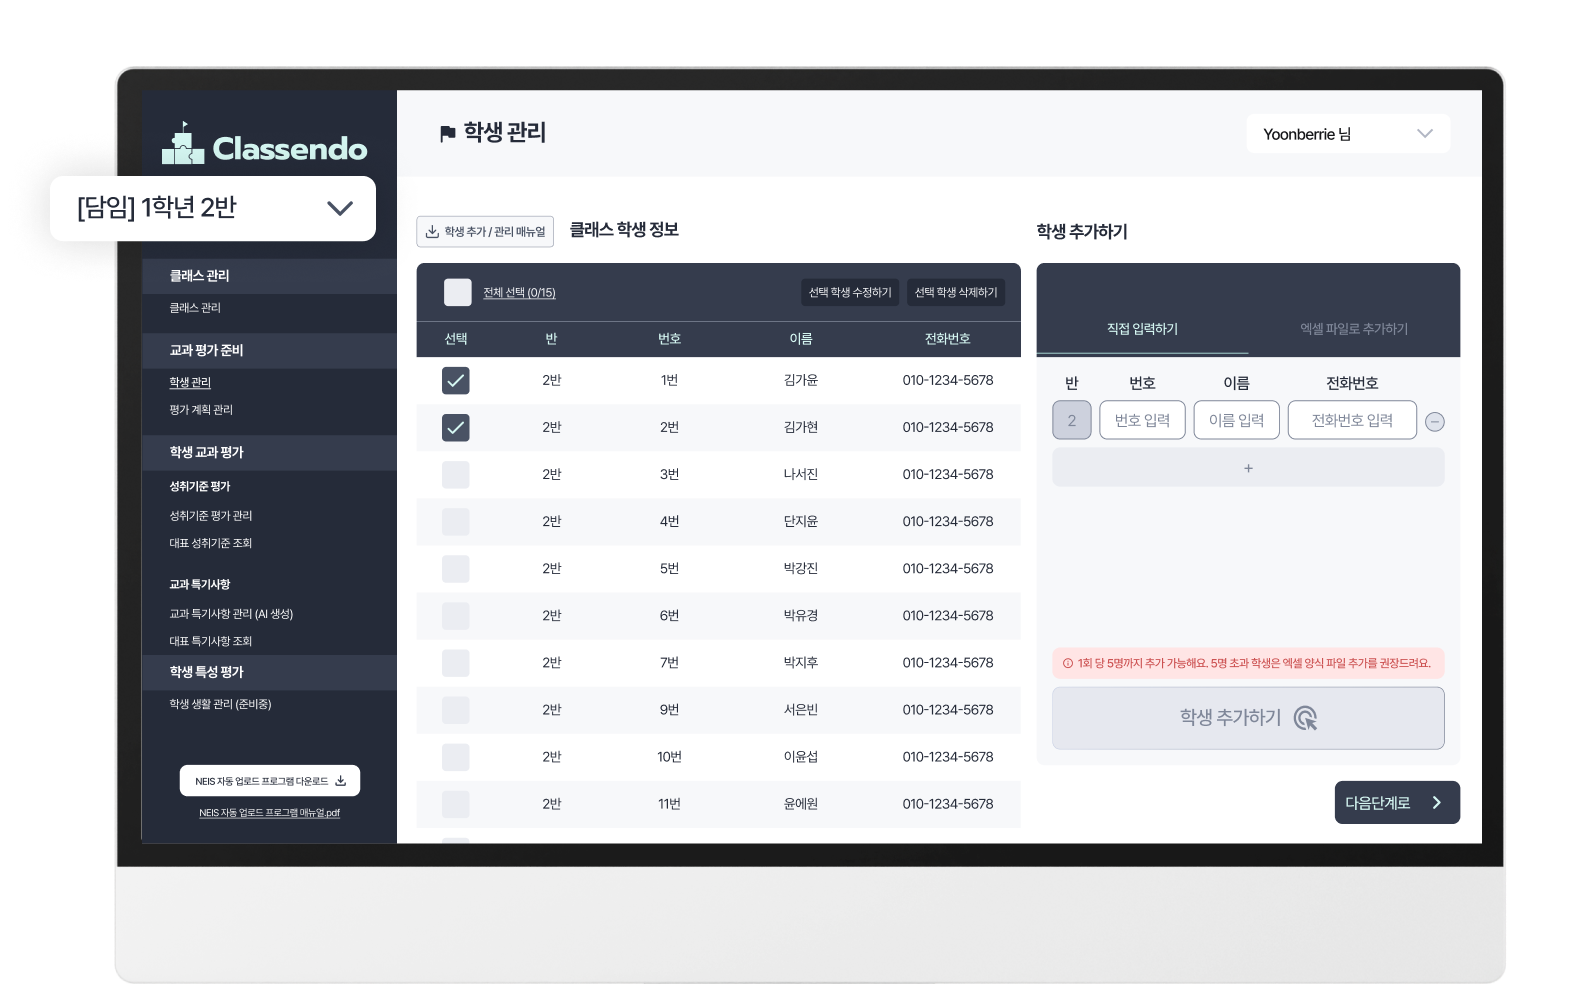 Classendo
[담임] 1학년 2반
클래스 관리
클래스 관리
교과 평가 준비
학생 관리
평가 계획 관리
학생 교과 평가
성취기준 평가
성취기준 평가 관리
대표 성취기준 조회
교과 특기사항
교과 특기사항 관리 (AI 생성)
대표 특기사항 조회
학생 특성 평가
학생 생활 관리 (준비중)
NEIS 자동 업로드 프로그램 다운로드
NEIS 자동 업로드 프로그램 매뉴얼.pdf
학생 관리
Yoonberrie 님
학생 추가 / 관리 매뉴얼
클래스 학생 정보
전체 선택 (0/15)
선택 학생 수정하기
선택 학생 삭제하기
선택 반 번호 이름 전화번호
2반 1번 김가윤 010-1234-5678
2반 2번 김가현 010-1234-5678
2반 3번 나서진 010-1234-5678
2반 4번 단지윤 010-1234-5678
2반 5번 박강진 010-1234-5678
2반 6번 박유경 010-1234-5678
2반 7번 박지후 010-1234-5678
2반 9번 서은빈 010-1234-5678
2반 10번 이윤섭 010-1234-5678
2반 11번 윤에원 010-1234-5678
학생 추가하기
직접 입력하기
엑셀 파일로 추가하기
반 번호 이름 전화번호
2 번호 입력 이름 입력 전화번호 입력
+
1회 당 5명까지 추가 가능해요. 5명 초과 학생은 엑셀 양식 파일 추가를 권장드려요.
학생 추가하기
다음단계로